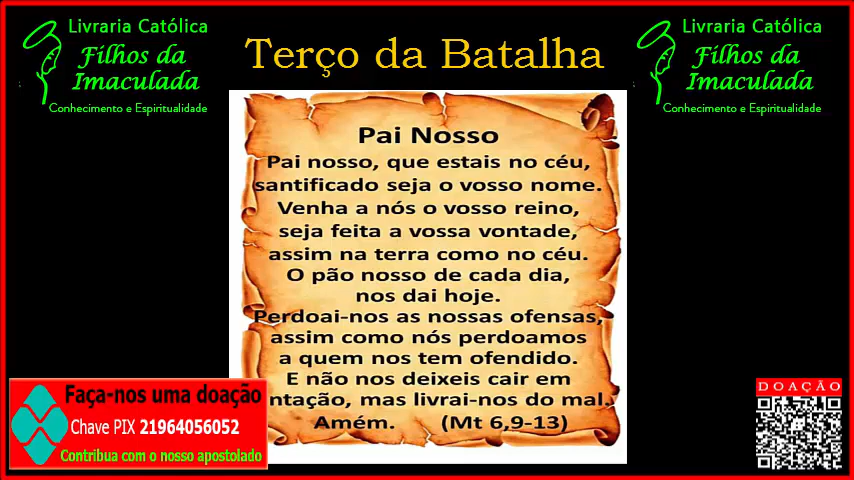 Livraria Católica
Filhos da
Imaculada
Conhecimento e Espiritualidade
Terço da Batalha
Livraria Católica
Filhos da
Imaculada
Conhecimento e Espiritualidade
Pai Nosso
Pai nosso, que estais no céu,
santificado seja o vosso nome.
Venha a nós o vosso reino,
seja feita a vossa vontade,
assim na terra como no céu.
O pão nosso de cada dia,
nos dai hoje.
Perdoai-nos as nossas ofensas,
assim como nós perdoamos
a quem nos tem ofendido.
E não nos deixeis cair em
ntação, mas livrai-nos do mal.
Amém. (Mt 6,9-13)
Faça-nos uma doação
Chave PIX 21964056052
Contribua com o nosso apostolado
DOAÇÃO